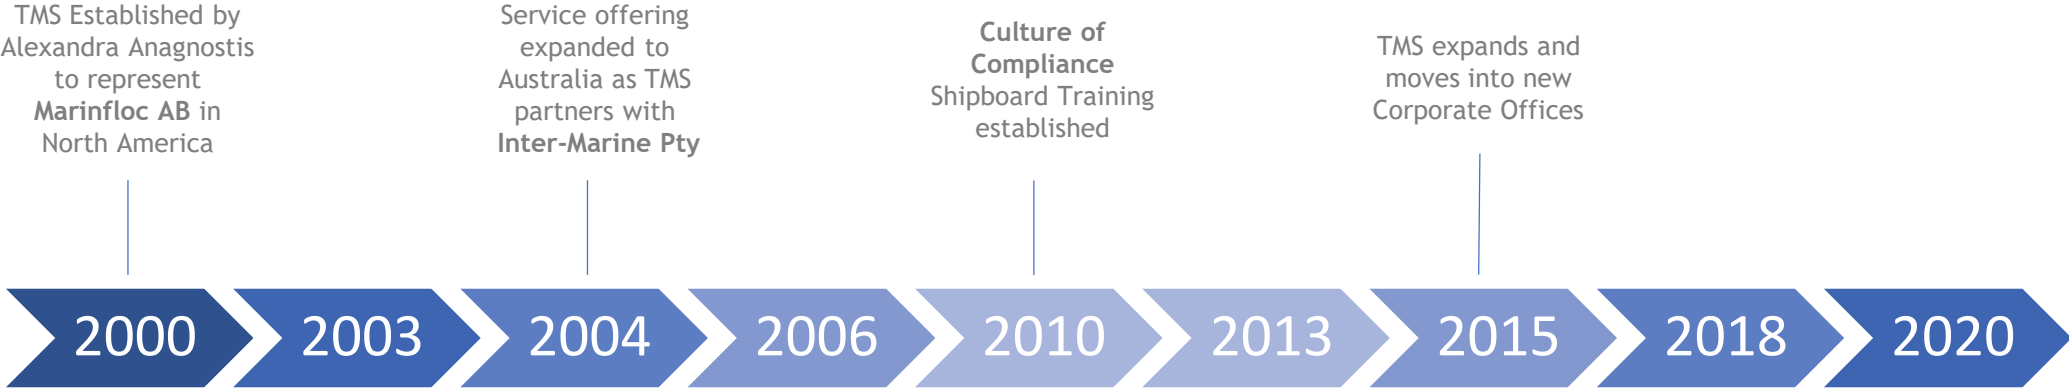 TMS Established by
Alexandra Anagnostis
to represent
Marinfloc AB in
North America
Service offering
expanded to
Australia as TMS
partners with
Inter-Marine Pty
Culture of
Compliance
Shipboard Training
established
TMS expands and
moves into new
Corporate Offices
2000
2003
2004
2006
2010
2013
2015
2018
2020